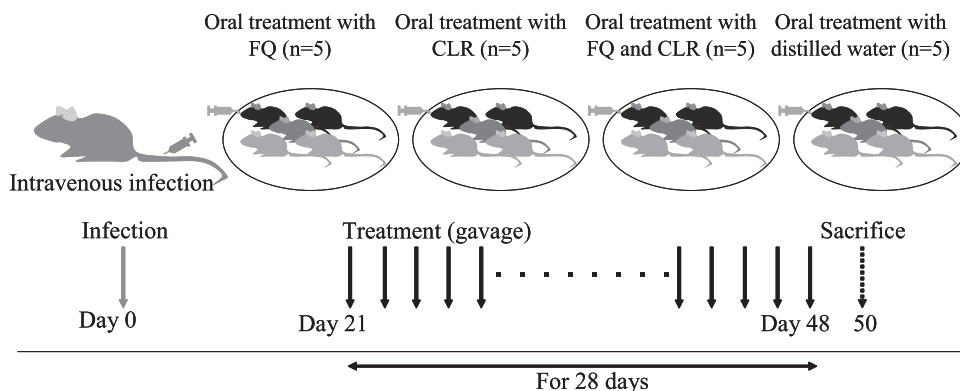 Oral treatment with
FQ (n=5)
Oral treatment with
CLR (n=5)
Oral treatment with
FQ and CLR (n=5)
Oral treatment with
distilled water (n=5)
Intravenous infection
Infection
Treatment (gavage)
Sacrifice
Day 0
Day 21
Day 48
50
For 28 days